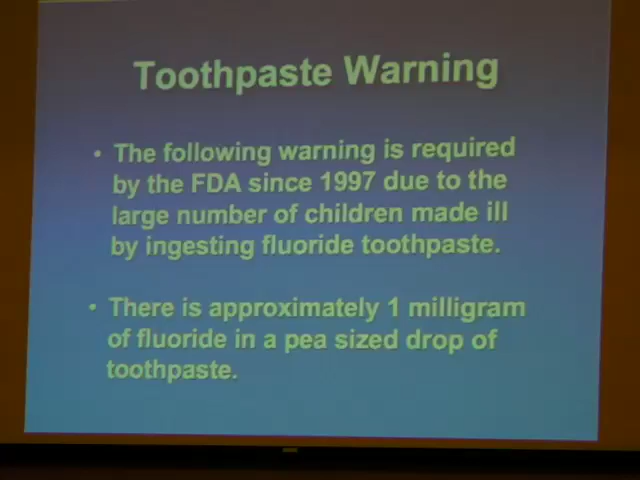 Toothpaste Warning
• The following warning is required
by the FDA since 1997 due to the
large number of children made ill
by ingesting fluoride toothpaste.
• There is approximately 1 milligram
of fluoride in a pea sized drop of
toothpaste.